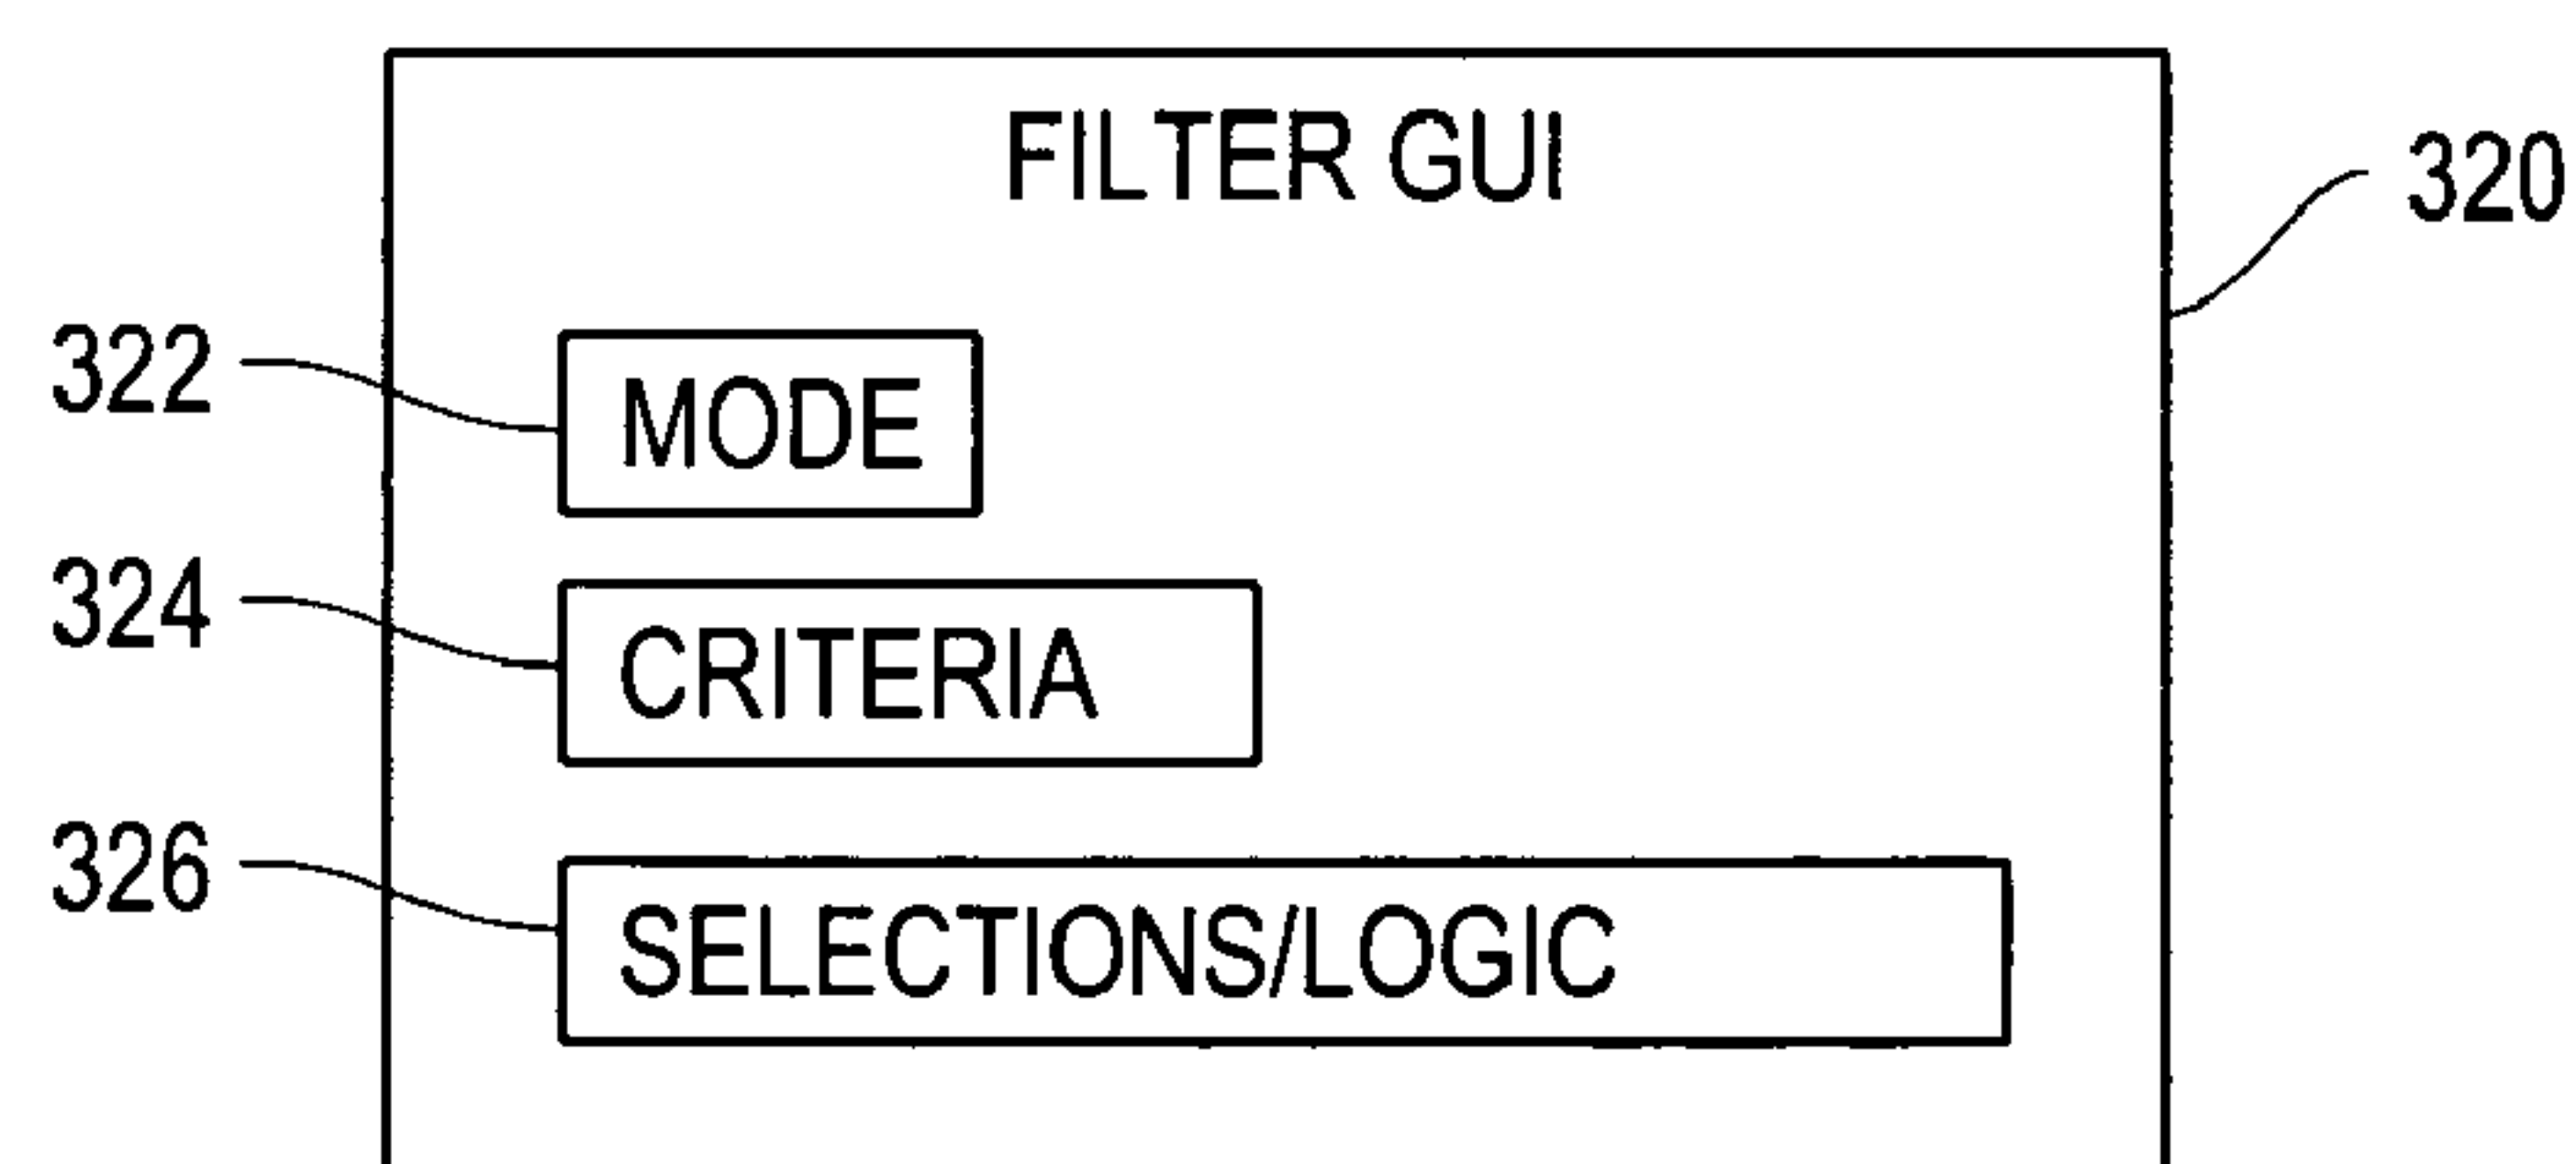 FILTER GUI
320
322
MODE
324
CRITERIA
326
SELECTIONS/LOGIC